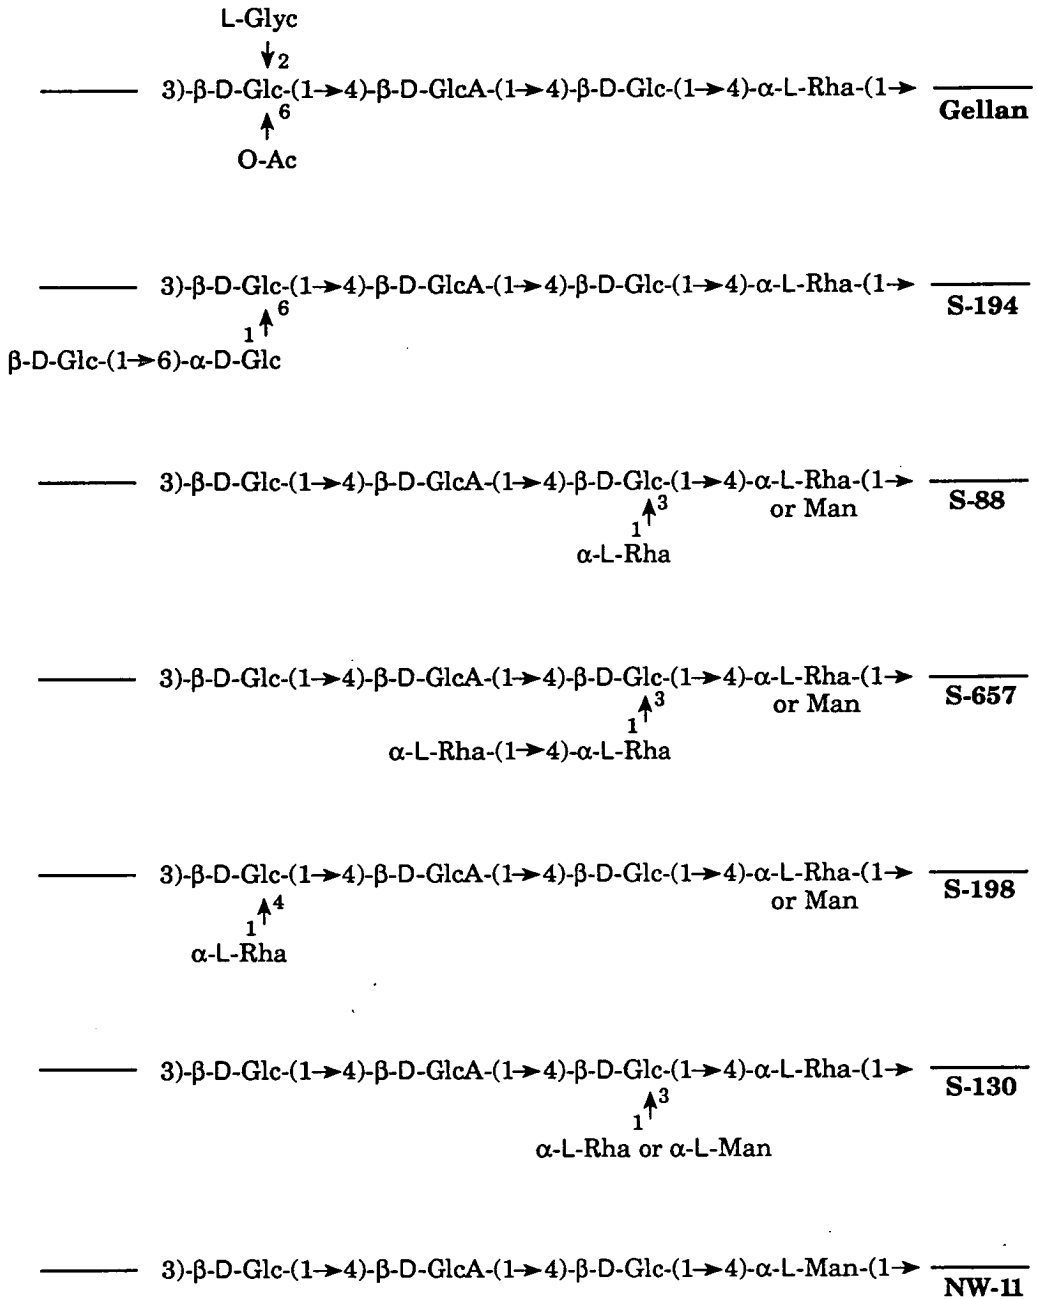 L-Glyc
2
3)-β-D-Glc-(1→4)-β-D-GlcA-(1→4)-β-D-Glc-(1→4)-α-L-Rha-(1→
Gellan
6
O-Ac
3)-β-D-Glc-(1→4)-β-D-GlcA-(1→4)-β-D-Glc-(1→4)-α-L-Rha-(1→
S-194
6
1
β-D-Glc-(1→6)-α-D-Glc
3)-β-D-Glc-(1→4)-β-D-GlcA-(1→4)-β-D-Glc-(1→4)-α-L-Rha-(1→
S-88
3
or Man
1
α-L-Rha
3)-β-D-Glc-(1→4)-β-D-GlcA-(1→4)-β-D-Glc-(1→4)-α-L-Rha-(1→
S-657
3
or Man
1
α-L-Rha-(1→4)-α-L-Rha
3)-β-D-Glc-(1→4)-β-D-GlcA-(1→4)-β-D-Glc-(1→4)-α-L-Rha-(1→
S-198
4
or Man
1
α-L-Rha
3)-β-D-Glc-(1→4)-β-D-GlcA-(1→4)-β-D-Glc-(1→4)-α-L-Rha-(1→
S-130
3
1
α-L-Rha or α-L-Man
3)-β-D-Glc-(1→4)-β-D-GlcA-(1→4)-β-D-Glc-(1→4)-α-L-Man-(1→
NW-11